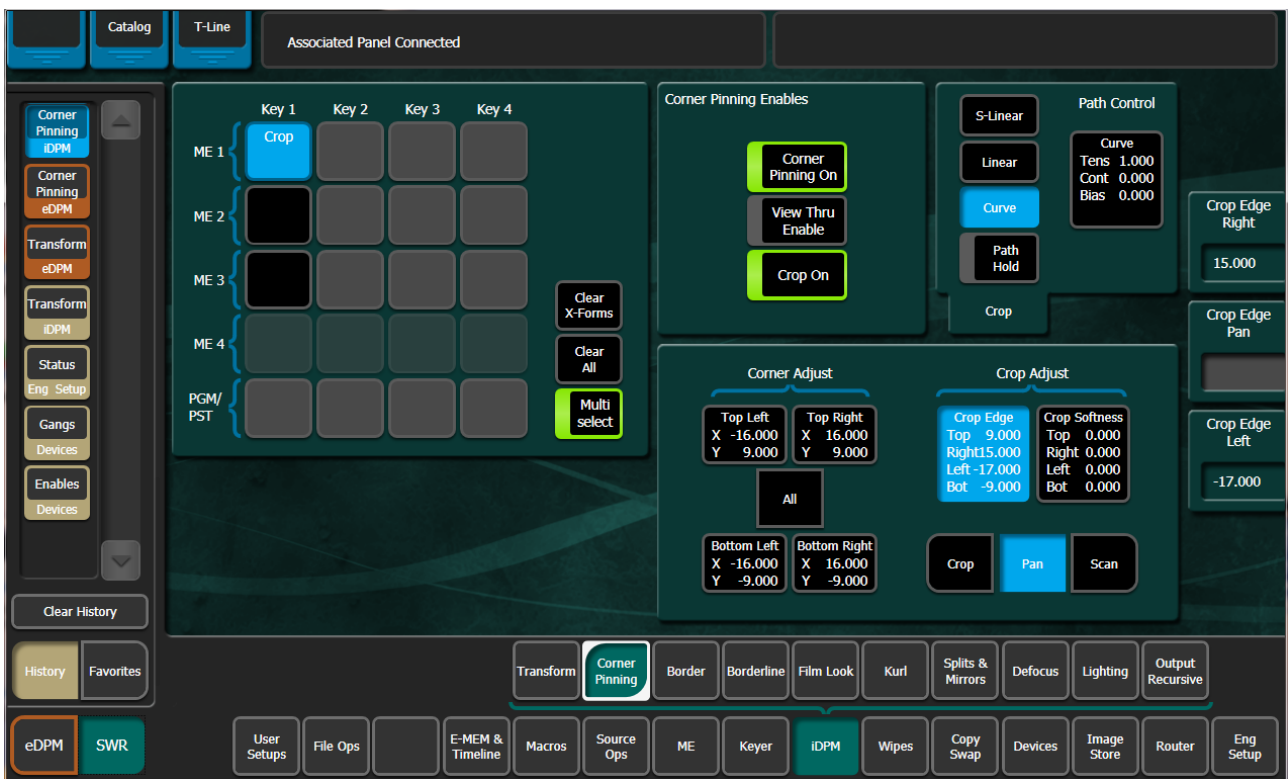 Catalog
T-Line
Associated Panel Connected
Corner
Pinning
iDPM
Corner
Pinning
eDPM
Transform
eDPM
Transform
iDPM
Status
Eng Setup
Gangs
Devices
Enables
Devices
Clear History
History
Favorites
eDPM
SWR
Key 1
Key 2
Key 3
Key 4
ME 1
Crop
ME 2
ME 3
ME 4
PGM/
PST
Clear
X-Forms
Clear
All
Multi
select
Corner Pinning Enables
Corner
Pinning On
View Thru
Enable
Crop On
S-Linear
Linear
Curve
Path
Hold
Crop
Path Control
Curve
Tens 1.000
Cont 0.000
Bias 0.000
Crop Edge
Right
15.000
Crop Edge
Pan
Crop Edge
Left
-17.000
Corner Adjust
Top Left
X -16.000
Y 9.000
Top Right
X 16.000
Y 9.000
All
Bottom Left
X -16.000
Y -9.000
Bottom Right
X 16.000
Y -9.000
Crop Adjust
Crop Edge
Top 9.000
Right15.000
Left -17.000
Bot -9.000
Crop Softness
Top 0.000
Right 0.000
Left 0.000
Bot 0.000
Crop
Pan
Scan
Transform
Corner
Pinning
Border
Borderline
Film Look
Kurl
Splits &
Mirrors
Defocus
Lighting
Output
Recursive
User
Setups
File Ops
E-MEM &
Timeline
Macros
Source
Ops
ME
Keyer
iDPM
Wipes
Copy
Swap
Devices
Image
Store
Router
Eng
Setup